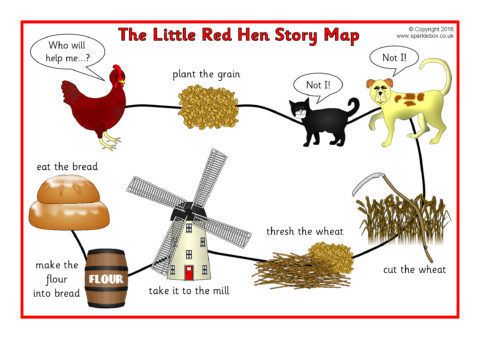 The Little Red Hen Story Map
© Copyright 2018
www.sparklebox.co.uk
Who will
help me...?
plant the grain
Not I!
Not I!
cut the wheat
thresh the wheat
take it to the mill
make the
flour
into bread
FLOUR
eat the bread